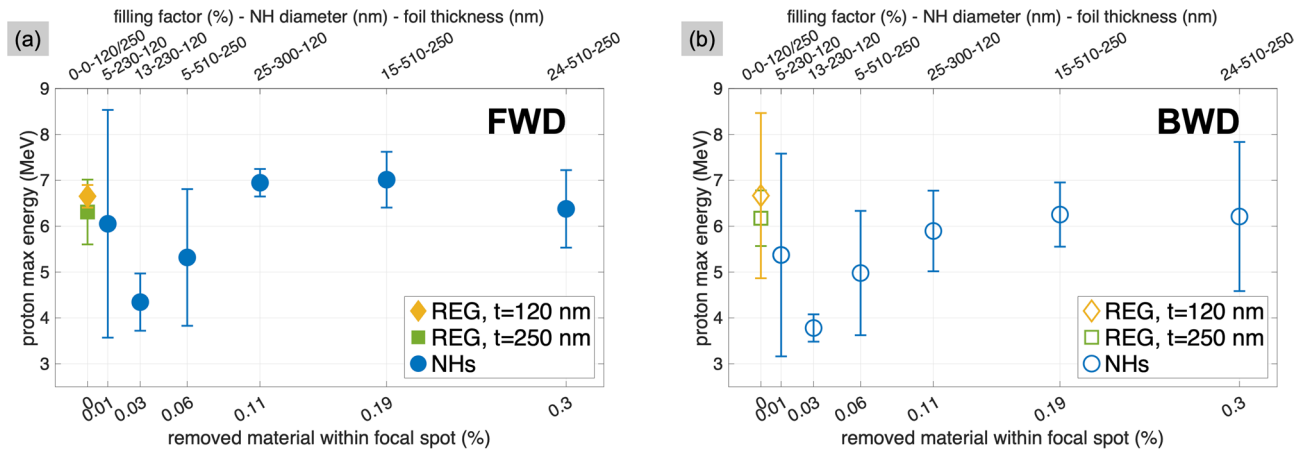 filling factor (%) - NH diameter (nm) - foil thickness (nm)
(a)
0-0-120/250
5-230-120
13-230-120
5-510-250
25-300-120
15-510-250
24-510-250
9
8
7
6
5
4
3
proton max energy (MeV)
FWD
REG, t=120 nm
REG, t=250 nm
NHs
0
0.01
0.03
0.06
0.11
0.19
0.3
removed material within focal spot (%)
filling factor (%) - NH diameter (nm) - foil thickness (nm)
(b)
0-0-120/250
5-230-120
13-230-120
5-510-250
25-300-120
15-510-250
24-510-250
9
8
7
6
5
4
3
proton max energy (MeV)
BWD
REG, t=120 nm
REG, t=250 nm
NHs
0
0.01
0.03
0.06
0.11
0.19
0.3
removed material within focal spot (%)